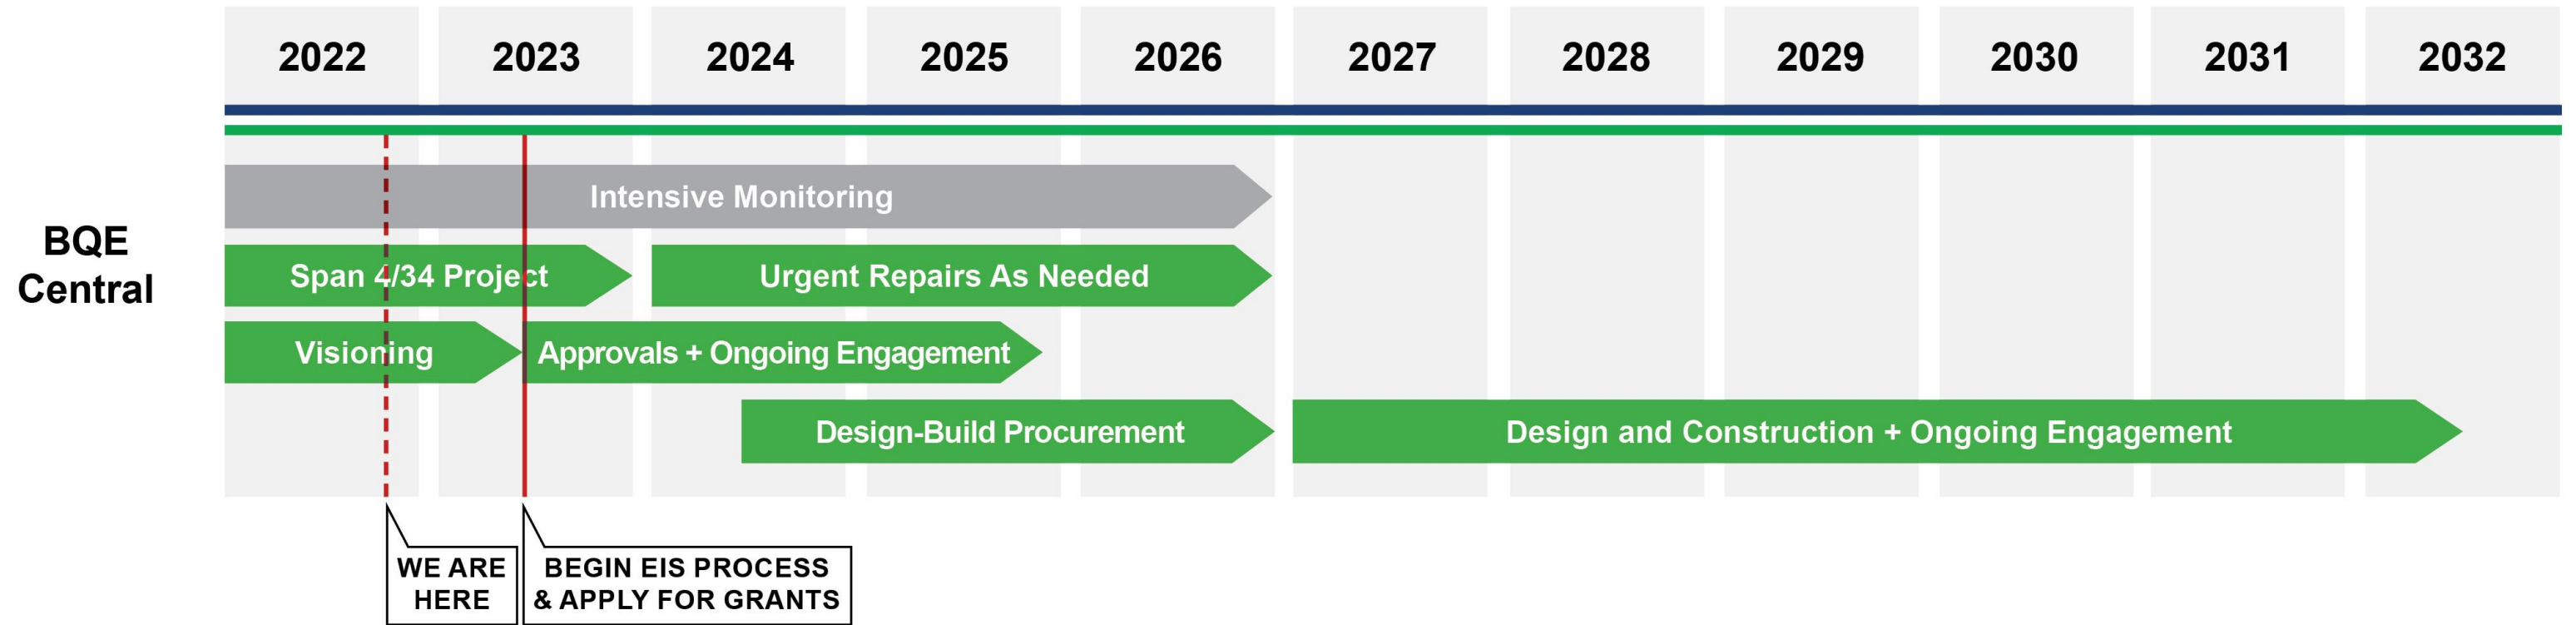 2022 2023 2024 2025 2026 2027 2028 2029 2030 2031 2032
BQE
Central
Intensive Monitoring
Span 4/34 Project
Urgent Repairs As Needed
Visioning
Approvals + Ongoing Engagement
Design-Build Procurement
Design and Construction + Ongoing Engagement
WE ARE
HERE
BEGIN EIS PROCESS
& APPLY FOR GRANTS